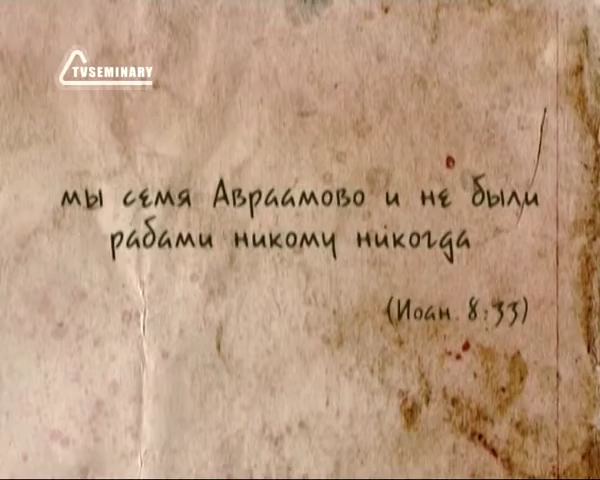 TVSEMINARY
мы семя Авраамово и не были
рабами никому никогда
(Иоан. 8:33)